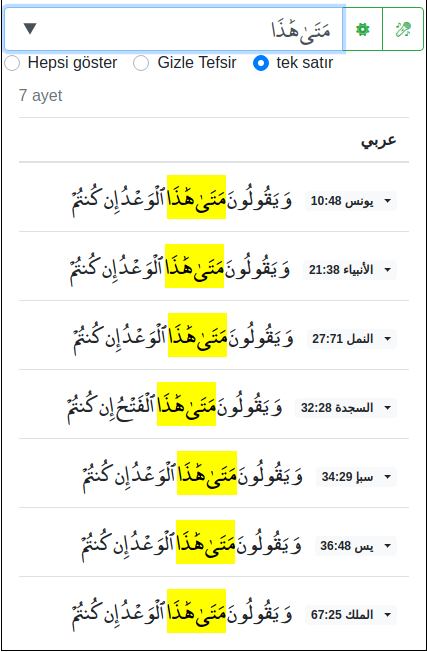 مَتَىٰ هَٰذَا ▼
Hepsi göster Gizle Tefsir tek satır
7 ayet
عربي
يونس 10:48 وَيَقُولُونَ مَتَىٰ هَٰذَا ٱلْوَعْدُ إِن كُنتُمْ
الأنبياء 21:38 وَيَقُولُونَ مَتَىٰ هَٰذَا ٱلْوَعْدُ إِن كُنتُمْ
النمل 27:71 وَيَقُولُونَ مَتَىٰ هَٰذَا ٱلْوَعْدُ إِن كُنتُمْ
السجدة 32:28 وَيَقُولُونَ مَتَىٰ هَٰذَا ٱلْفَتْحُ إِن كُنتُمْ
سبإ 34:29 وَيَقُولُونَ مَتَىٰ هَٰذَا ٱلْوَعْدُ إِن كُنتُمْ
يس 36:48 وَيَقُولُونَ مَتَىٰ هَٰذَا ٱلْوَعْدُ إِن كُنتُمْ
الملك 67:25 وَيَقُولُونَ مَتَىٰ هَٰذَا ٱلْوَعْدُ إِن كُنتُمْ